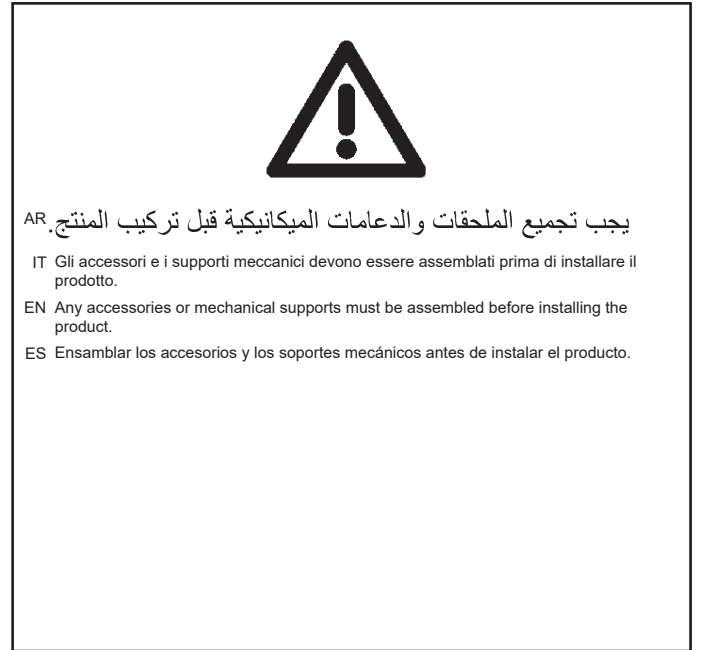 AR يجب تجميع الملحقات والدعامات الميكانيكية قبل تركيب المنتج.
IT Gli accessori e i supporti meccanici devono essere assemblati prima di installare il
prodotto.
EN Any accessories or mechanical supports must be assembled before installing the
product.
ES Ensamblar los accesorios y los soportes mecánicos antes de instalar el producto.